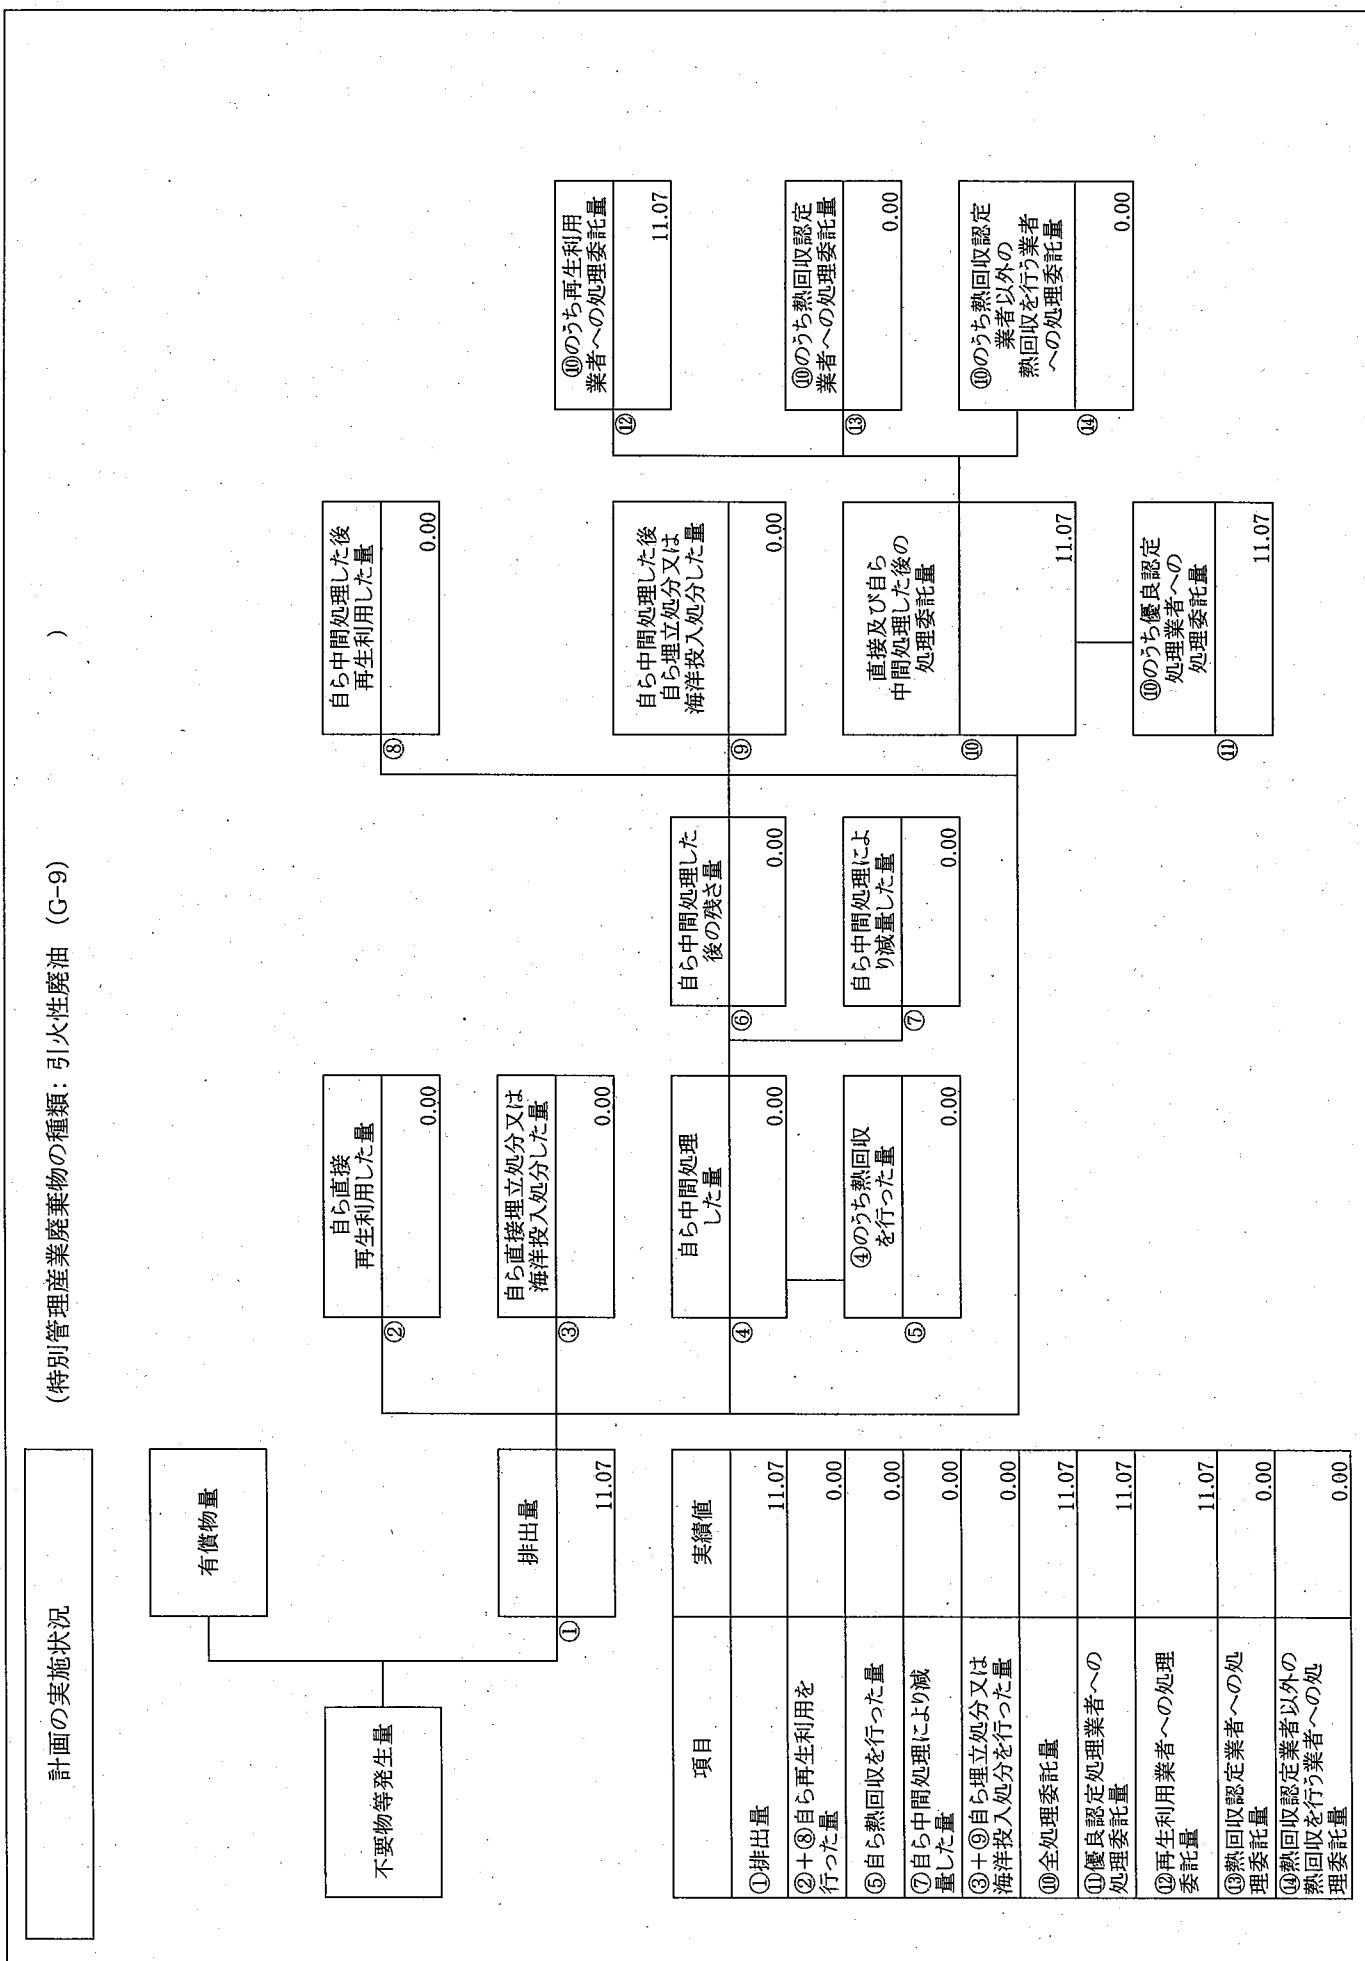 計画の実施状況
(特別管理産業廃棄物の種類：引火性廃油 (G-9)
)
不要物等発生量
有償物量
①
排出量
11.07
②
自ら直接
再生利用した量
0.00
③
自ら直接埋立処分又は
海洋投入処分した量
0.00
④
自ら中間処理
した量
0.00
⑤
④のうち熱回収
を行った量
0.00
⑥
自ら中間処理した
後の残さ量
0.00
⑦
自ら中間処理によ
り減量した量
0.00
⑧
自ら中間処理した後
再生利用した量
0.00
⑨
自ら中間処理した後
自ら埋立処分又は
海洋投入処分した量
0.00
⑩
直接及び自ら
中間処理した後の
処理委託量
11.07
⑪
⑩のうち優良認定
処理業者への
処理委託量
11.07
⑫
⑩のうち再生利用
業者への処理委託量
11.07
⑬
⑩のうち熱回収認定
業者への処理委託量
0.00
⑭
⑩のうち熱回収認定
業者以外の
熱回収を行う業者
への処理委託量
0.00
項目 実績値
①排出量 11.07
②＋⑧自ら再生利用を
行った量 0.00
⑤自ら熱回収を行った量 0.00
⑦自ら中間処理により減
量した量 0.00
③＋⑨自ら埋立処分又は
海洋投入処分を行った量 0.00
⑩全処理委託量 11.07
⑪優良認定処理業者への
処理委託量 11.07
⑫再生利用業者への処理
委託量 11.07
⑬熱回収認定業者への処
理委託量 0.00
⑭熱回収認定業者以外の
熱回収を行う業者への処
理委託量 0.00